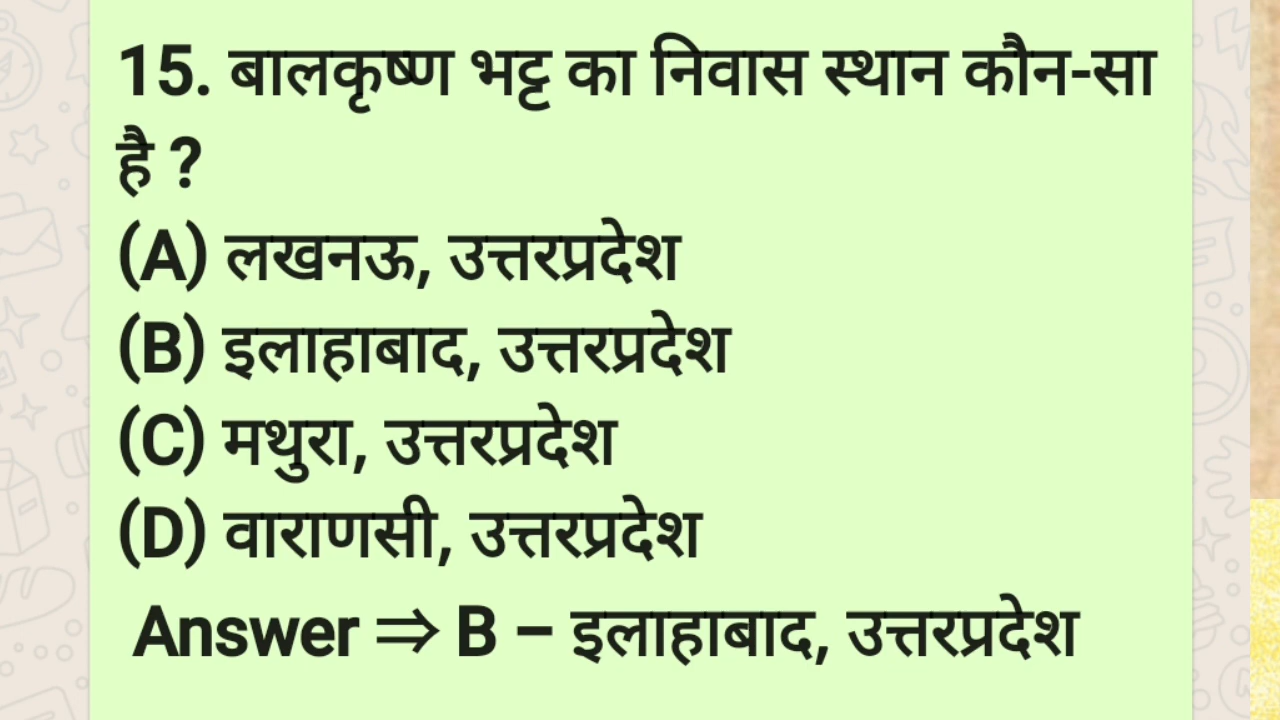 15. बालकृष्ण भट्ट का निवास स्थान कौन-सा
है ?
(A) लखनऊ, उत्तरप्रदेश
(B) इलाहाबाद, उत्तरप्रदेश
(C) मथुरा, उत्तरप्रदेश
(D) वाराणसी, उत्तरप्रदेश
Answer ⇒ B – इलाहाबाद, उत्तरप्रदेश